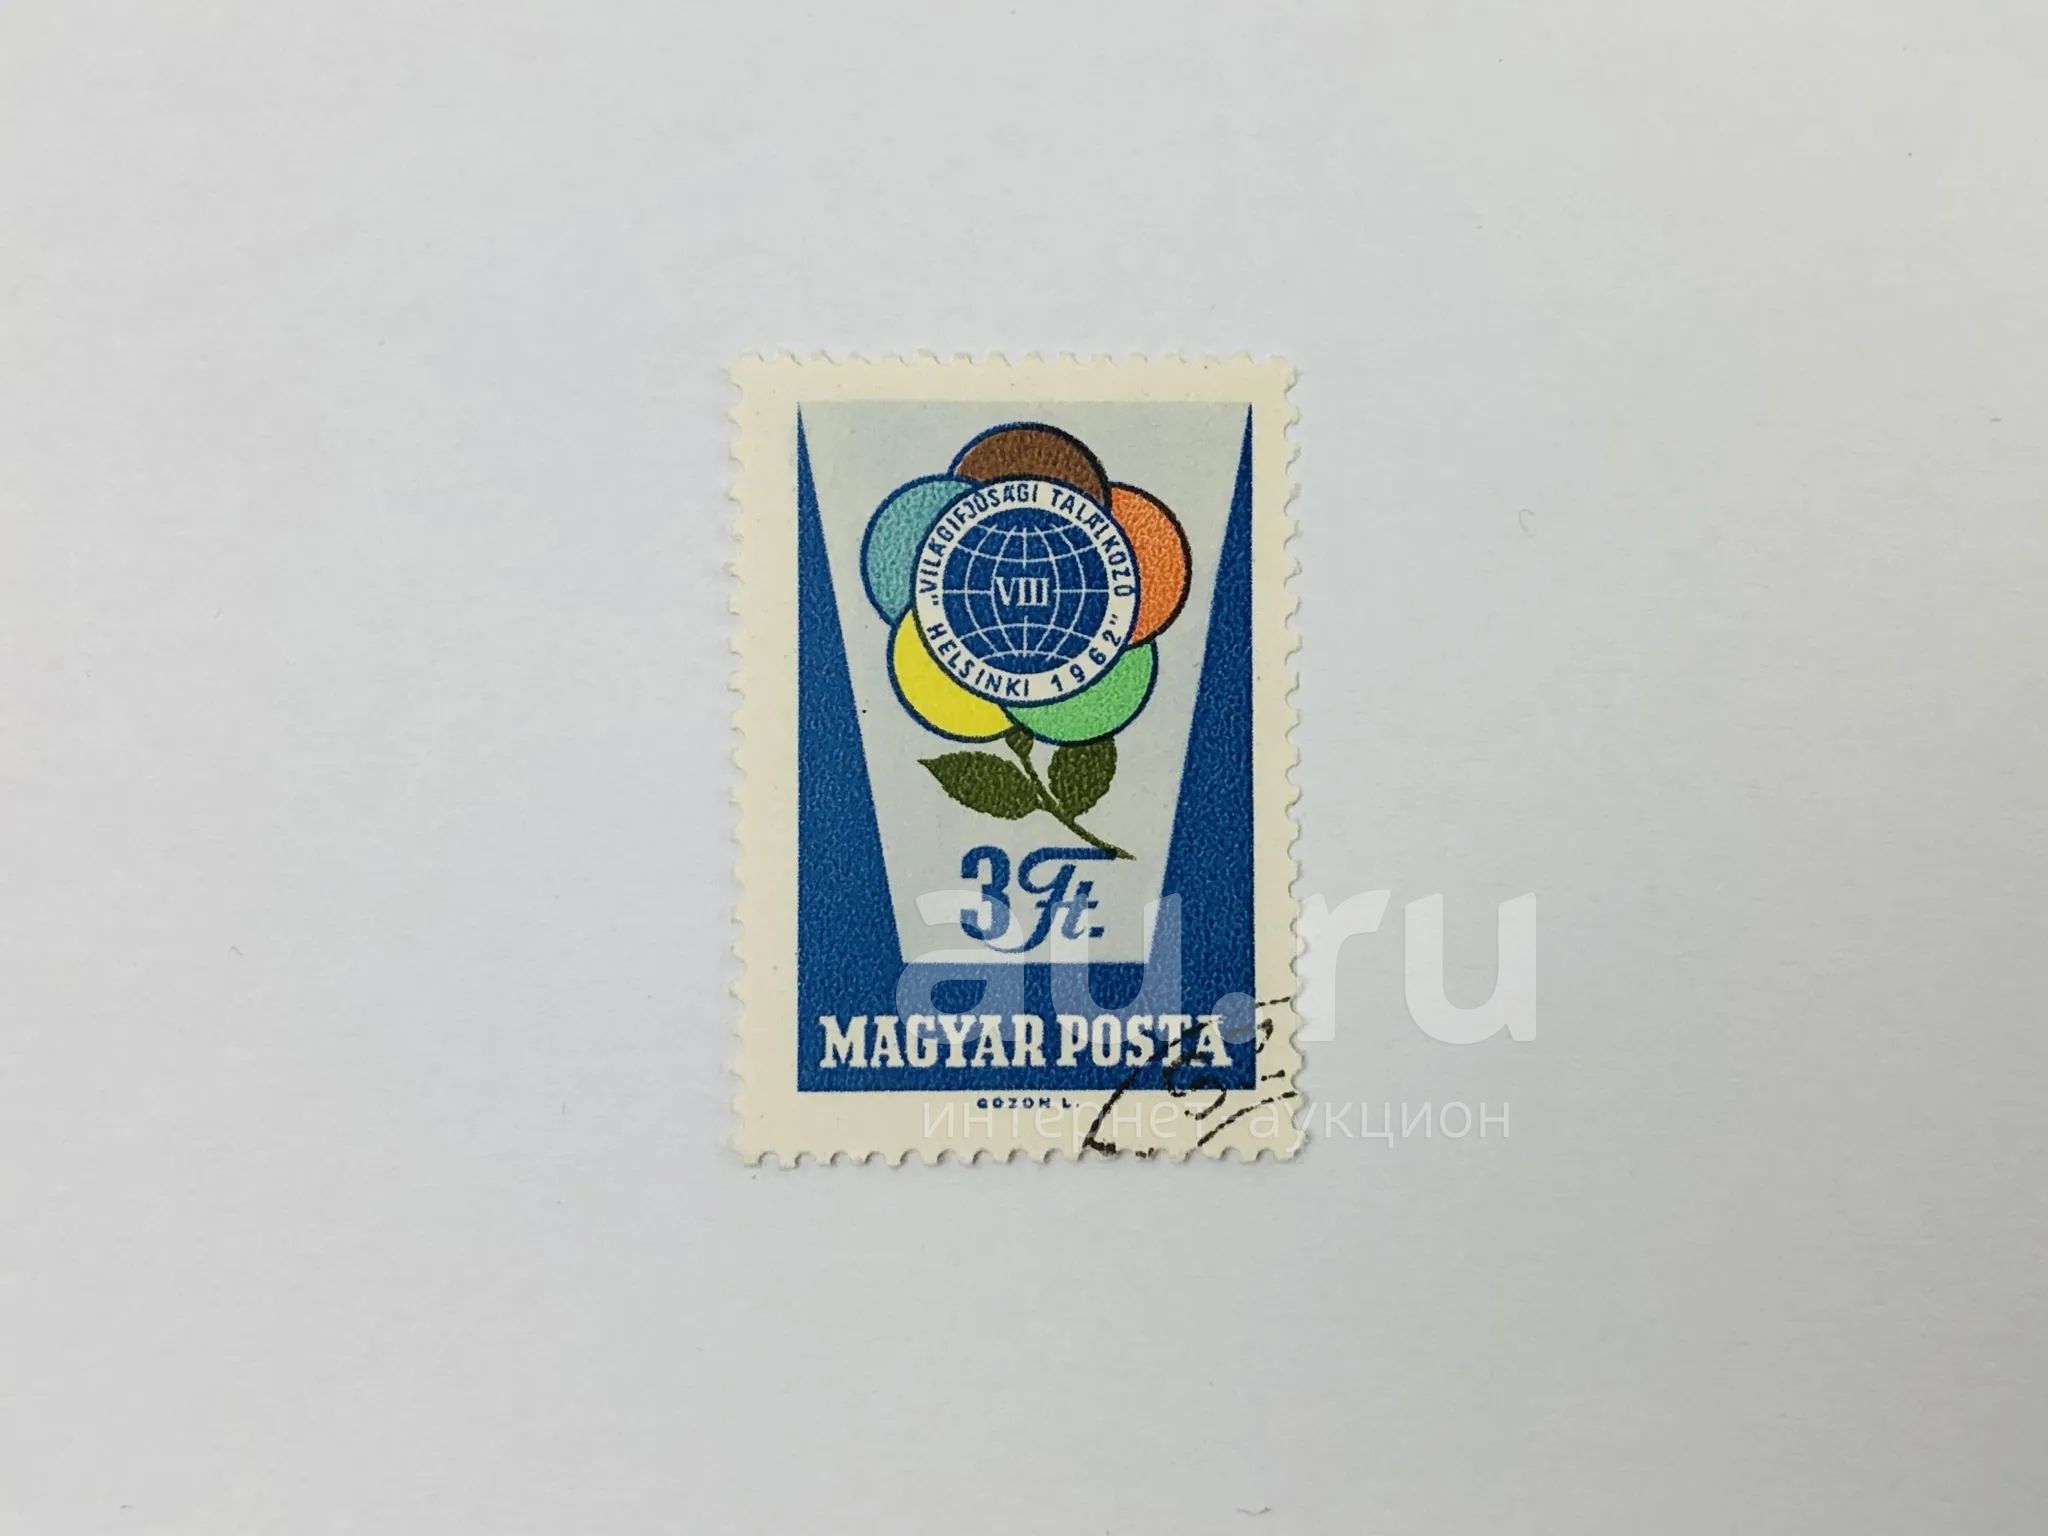 "VILÁGIFJÚSÁGI TALÁLKOZÓ
HELSINKI 1962"
VIII
3 Ft.
MAGYAR POSTA
GOZON L.
au.ru
интернет-аукцион